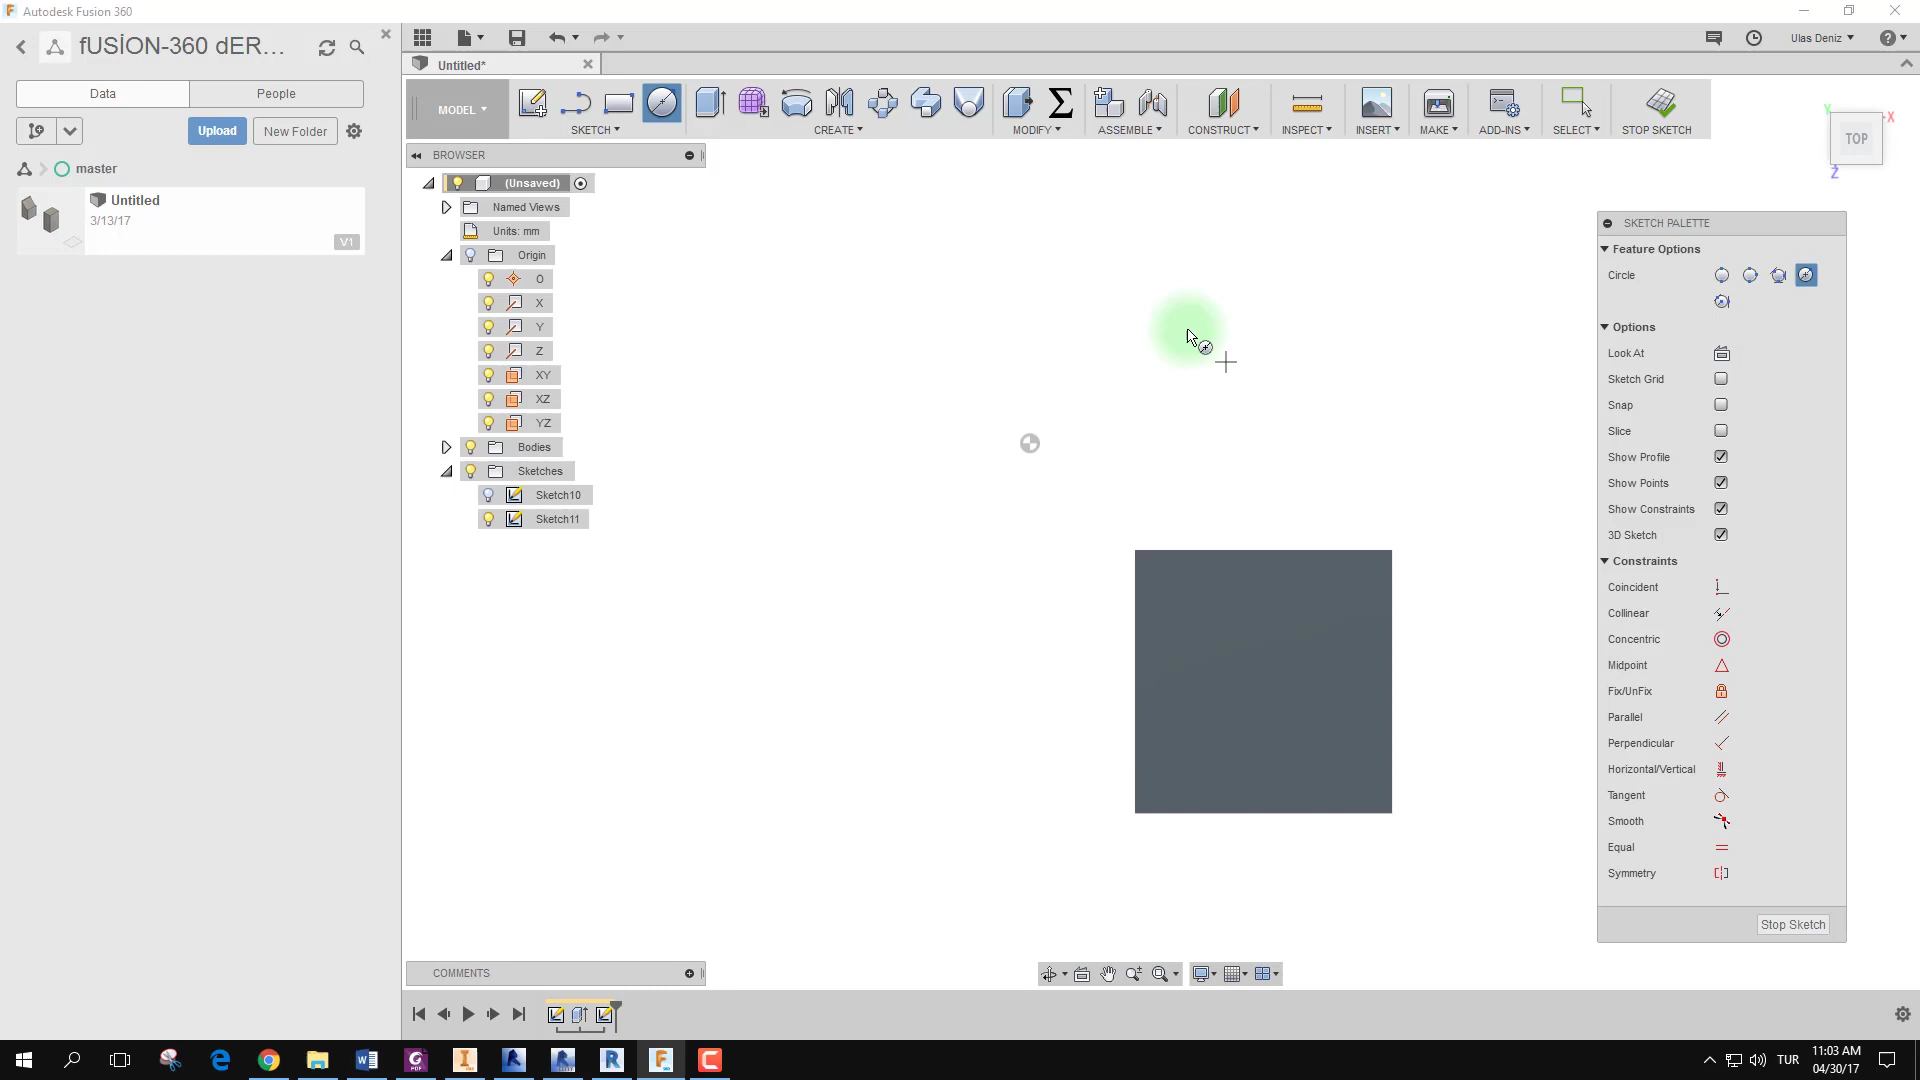 Autodesk Fusion 360
fUSİON-360 dER...
Ulas Deniz
Untitled*
Data
People
MODEL
SKETCH
CREATE
MODIFY
ASSEMBLE
CONSTRUCT
INSPECT
INSERT
MAKE
ADD-INS
SELECT
STOP SKETCH
Upload
New Folder
Y
X
TOP
Z
BROWSER
master
(Unsaved)
Untitled
3/13/17
V1
Named Views
Units: mm
Origin
O
X
Y
Z
XY
XZ
YZ
Bodies
Sketches
Sketch10
Sketch11
SKETCH PALETTE
Feature Options
Circle
Options
Look At
Sketch Grid
Snap
Slice
Show Profile
Show Points
Show Constraints
3D Sketch
Constraints
Coincident
Collinear
Concentric
Midpoint
Fix/UnFix
Parallel
Perpendicular
Horizontal/Vertical
Tangent
Smooth
Equal
Symmetry
Stop Sketch
COMMENTS
TUR
11:03 AM
04/30/17